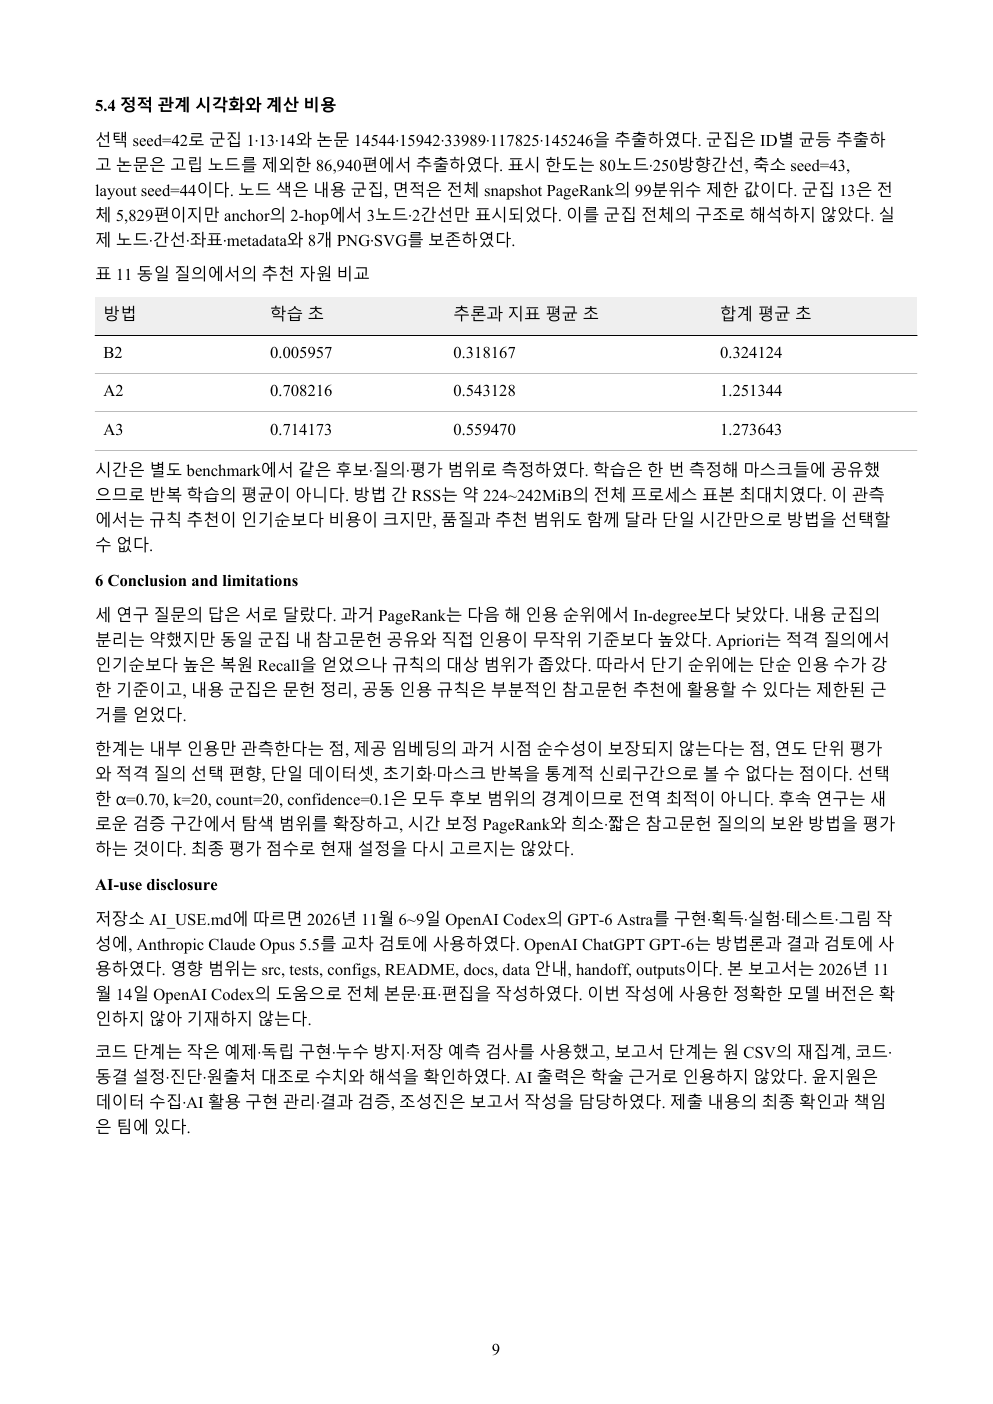 5.4 정적 관계 시각화와 계산 비용
선택 seed=42로 군집 1·13·14와 논문 14544·15942·33989·117825·145246을 추출하였다. 군집은 ID별 균등 추출하
고 논문은 고립 노드를 제외한 86,940편에서 추출하였다. 표시 한도는 80노드·250방향간선, 축소 seed=43,
layout seed=44이다. 노드 색은 내용 군집, 면적은 전체 snapshot PageRank의 99분위수 제한 값이다. 군집 13은 전
체 5,829편이지만 anchor의 2-hop에서 3노드·2간선만 표시되었다. 이를 군집 전체의 구조로 해석하지 않았다. 실
제 노드·간선·좌표·metadata와 8개 PNG·SVG를 보존하였다.
표 11 동일 질의에서의 추천 자원 비교
방법 학습 초 추론과 지표 평균 초 합계 평균 초
B2 0.005957 0.318167 0.324124
A2 0.708216 0.543128 1.251344
A3 0.714173 0.559470 1.273643
시간은 별도 benchmark에서 같은 후보·질의·평가 범위로 측정하였다. 학습은 한 번 측정해 마스크들에 공유했
으므로 반복 학습의 평균이 아니다. 방법 간 RSS는 약 224~242MiB의 전체 프로세스 표본 최대치였다. 이 관측
에서는 규칙 추천이 인기순보다 비용이 크지만, 품질과 추천 범위도 함께 달라 단일 시간만으로 방법을 선택할
수 없다.
6 Conclusion and limitations
세 연구 질문의 답은 서로 달랐다. 과거 PageRank는 다음 해 인용 순위에서 In-degree보다 낮았다. 내용 군집의
분리는 약했지만 동일 군집 내 참고문헌 공유와 직접 인용이 무작위 기준보다 높았다. Apriori는 적격 질의에서
인기순보다 높은 복원 Recall을 얻었으나 규칙의 대상 범위가 좁았다. 따라서 단기 순위에는 단순 인용 수가 강
한 기준이고, 내용 군집은 문헌 정리, 공동 인용 규칙은 부분적인 참고문헌 추천에 활용할 수 있다는 제한된 근
거를 얻었다.
한계는 내부 인용만 관측한다는 점, 제공 임베딩의 과거 시점 순수성이 보장되지 않는다는 점, 연도 단위 평가
와 적격 질의 선택 편향, 단일 데이터셋, 초기화·마스크 반복을 통계적 신뢰구간으로 볼 수 없다는 점이다. 선택
한 α=0.70, k=20, count=20, confidence=0.1은 모두 후보 범위의 경계이므로 전역 최적이 아니다. 후속 연구는 새
로운 검증 구간에서 탐색 범위를 확장하고, 시간 보정 PageRank와 희소·짧은 참고문헌 질의의 보완 방법을 평가
하는 것이다. 최종 평가 점수로 현재 설정을 다시 고르지는 않았다.
AI-use disclosure
저장소 AI_USE.md에 따르면 2026년 11월 6~9일 OpenAI Codex의 GPT-6 Astra를 구현·획득·실험·테스트·그림 작
성에, Anthropic Claude Opus 5.5를 교차 검토에 사용하였다. OpenAI ChatGPT GPT-6는 방법론과 결과 검토에 사
용하였다. 영향 범위는 src, tests, configs, README, docs, data 안내, handoff, outputs이다. 본 보고서는 2026년 11
월 14일 OpenAI Codex의 도움으로 전체 본문·표·편집을 작성하였다. 이번 작성에 사용한 정확한 모델 버전은 확
인하지 않아 기재하지 않는다.
코드 단계는 작은 예제·독립 구현·누수 방지·저장 예측 검사를 사용했고, 보고서 단계는 원 CSV의 재집계, 코드·
동결 설정·진단·원출처 대조로 수치와 해석을 확인하였다. AI 출력은 학술 근거로 인용하지 않았다. 윤지원은
데이터 수집·AI 활용 구현 관리·결과 검증, 조성진은 보고서 작성을 담당하였다. 제출 내용의 최종 확인과 책임
은 팀에 있다.
9